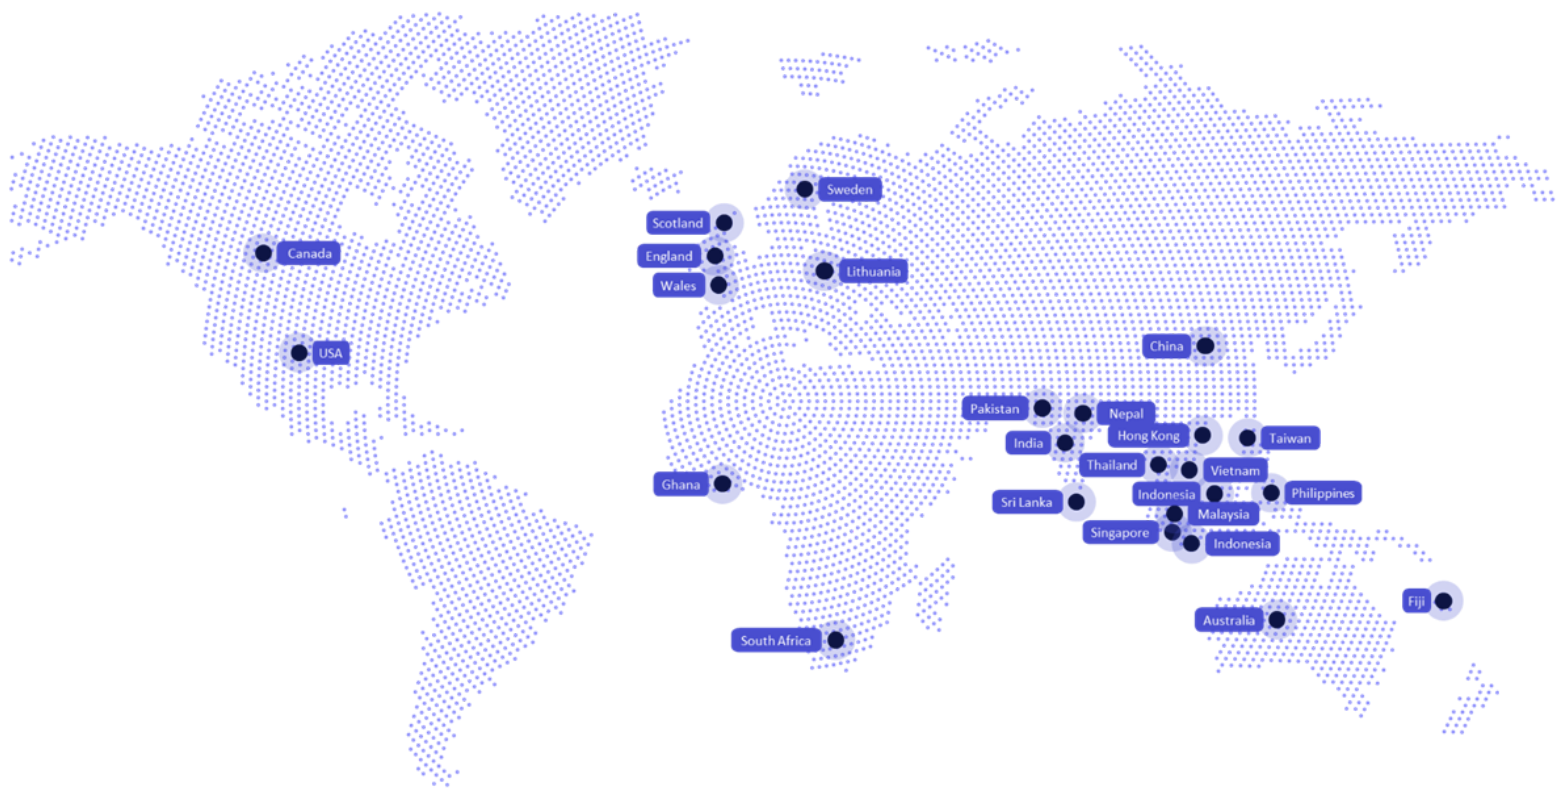 Sweden
Scotland
Canada
England
Lithuania
Wales
China
USA
Pakistan
Nepal
Hong Kong
Taiwan
India
Thailand
Vietnam
Ghana
Indonesia
Philippines
Sri Lanka
Malaysia
Singapore
Indonesia
Fiji
Australia
South Africa